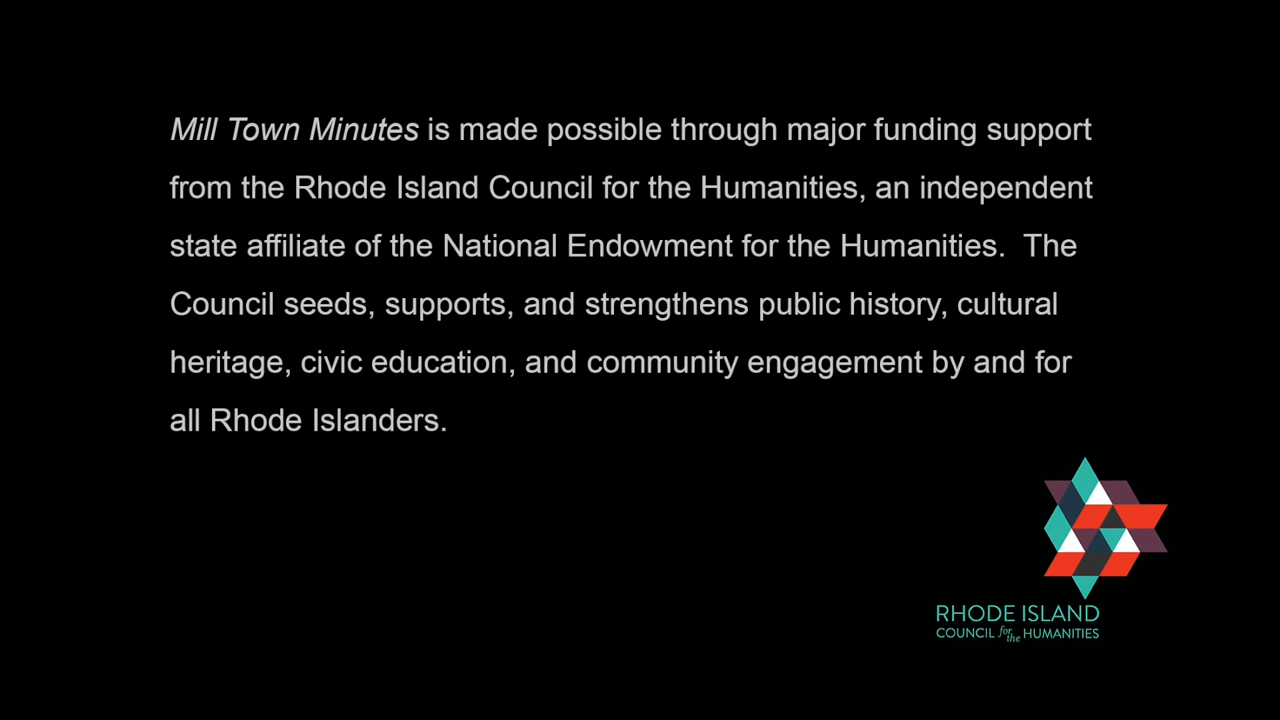 Mill Town Minutes is made possible through major funding support
from the Rhode Island Council for the Humanities, an independent
state affiliate of the National Endowment for the Humanities.  The
Council seeds, supports, and strengthens public history, cultural
heritage, civic education, and community engagement by and for
all Rhode Islanders.
RHODE ISLAND
COUNCIL for the HUMANITIES